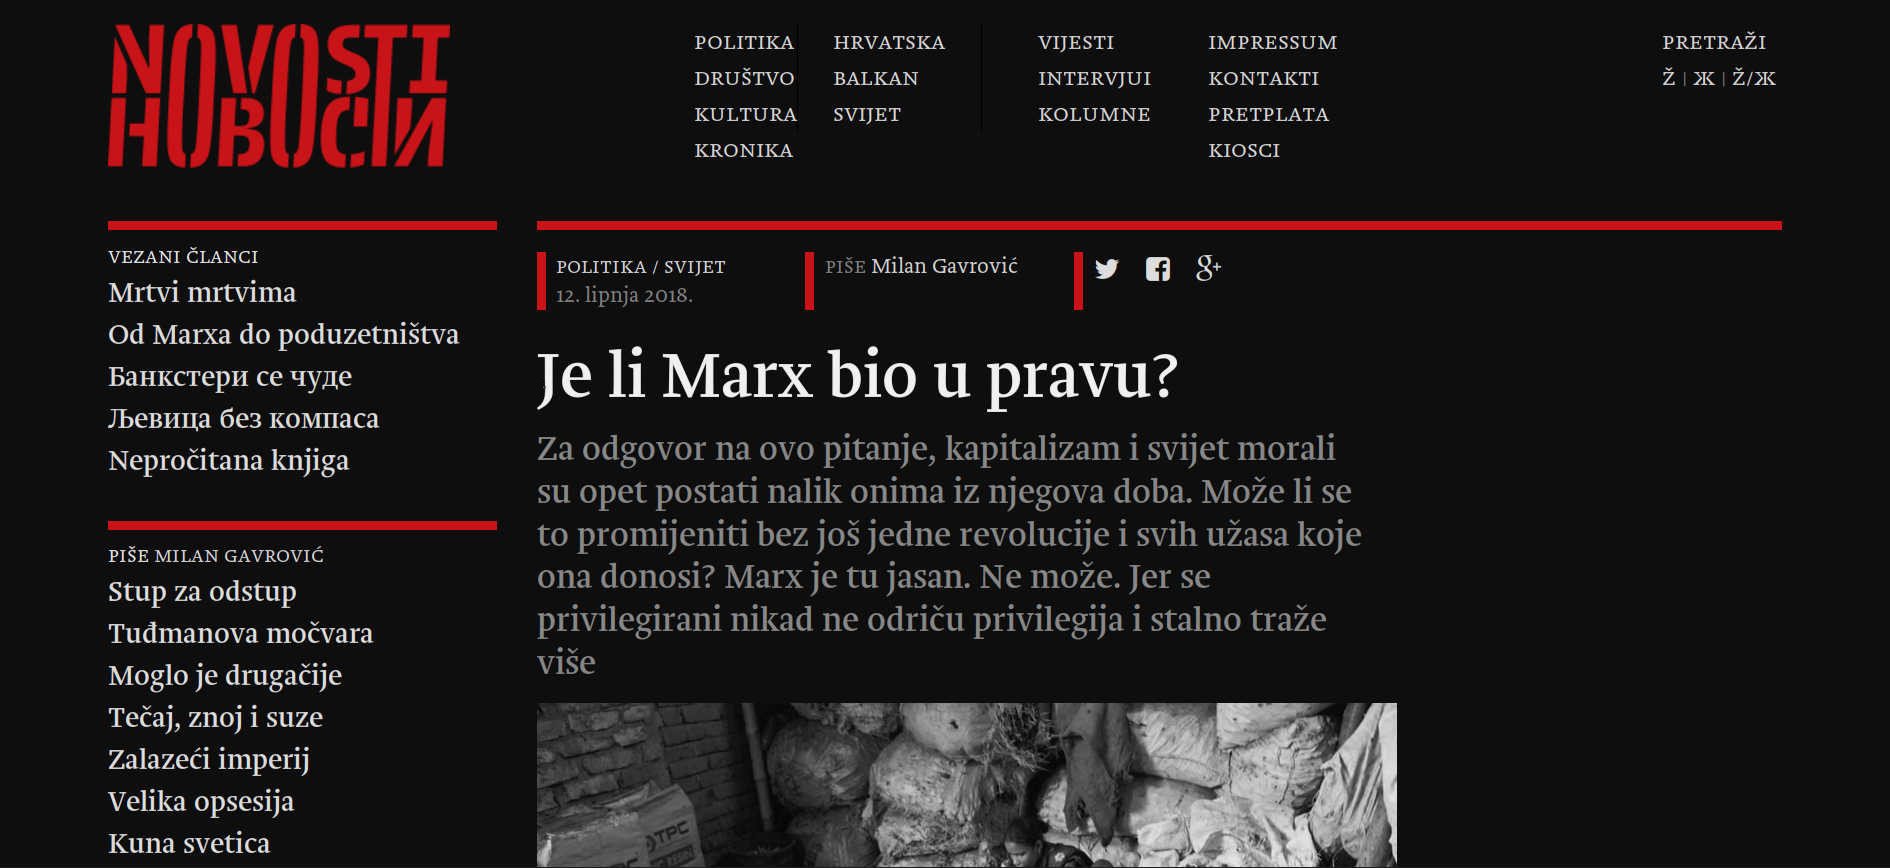 NOVOSTI
НОВОСТИ
POLITIKA
DRUŠTVO
KULTURA
KRONIKA
HRVATSKA
BALKAN
SVIJET
VIJESTI
INTERVJUI
KOLUMNE
IMPRESSUM
KONTAKTI
PRETPLATA
KIOSCI
PRETRAŽI
Ž | Ж | Ž/Ж
VEZANI ČLANCI
Mrtvi mrtvima
Od Marxa do poduzetništva
Банкстери се чуде
Љевица без компаса
Nepročitana knjiga
PIŠE MILAN GAVROVIĆ
Stup za odstup
Tuđmanova močvara
Moglo je drugačije
Tečaj, znoj i suze
Zalazeći imperij
Velika opsesija
Kuna svetica
POLITIKA / SVIJET
12. lipnja 2018.
PIŠE Milan Gavrović
g+
Je li Marx bio u pravu?
Za odgovor na ovo pitanje, kapitalizam i svijet morali
su opet postati nalik onima iz njegova doba. Može li se
to promijeniti bez još jedne revolucije i svih užasa koje
ona donosi? Marx je tu jasan. Ne može. Jer se
privilegirani nikad ne odriču privilegija i stalno traže
više
TPC